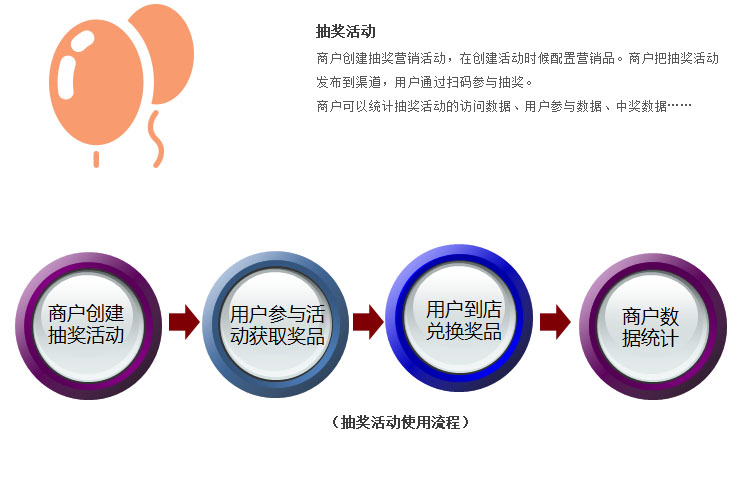 抽奖活动
商户创建抽奖营销活动，在创建活动时候配置营销品。商户把抽奖活动
发布到渠道，用户通过扫码参与抽奖。
商户可以统计抽奖活动的访问数据、用户参与数据、中奖数据……
商户创建
抽奖活动
用户参与活
动获取奖品
用户到店
兑换奖品
商户数
据统计
（抽奖活动使用流程）